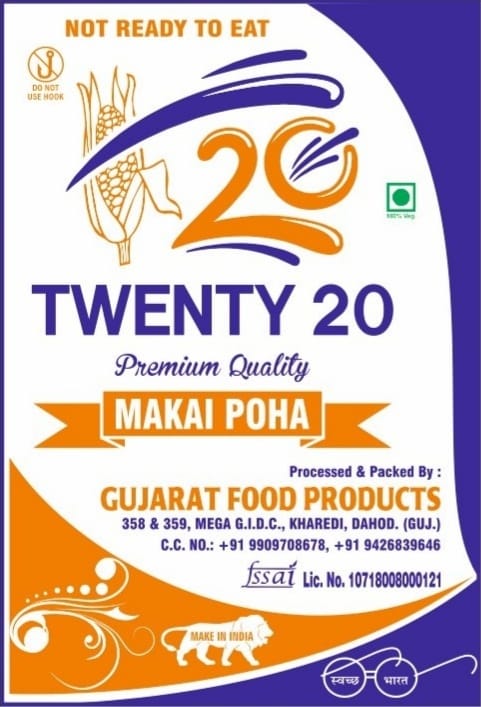 NOT READY TO EAT
DO NOT
USE HOOK
20
100% Veg
TWENTY 20
Premium Quality
MAKAI POHA
Processed & Packed By :
GUJARAT FOOD PRODUCTS
358 & 359, MEGA G.I.D.C., KHAREDI, DAHOD. (GUJ.)
C.C. NO.: +91 9909708678, +91 9426839646
fssai Lic. No. 10718008000121
MAKE IN INDIA
स्वच्छ भारत